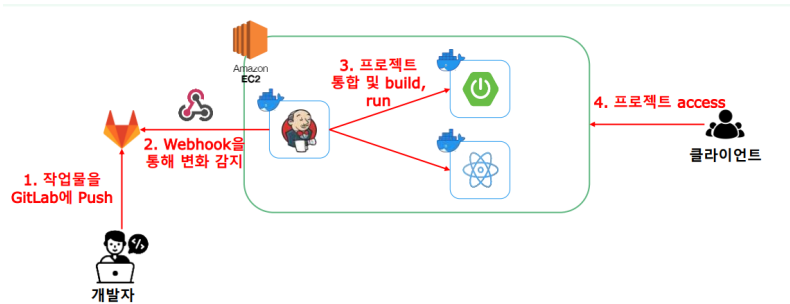 Amazon
EC2
3. 프로젝트
통합 및 build,
run
4. 프로젝트 access
클라이언트
2. Webhook을
통해 변화 감지
1. 작업물을
GitLab에 Push
개발자